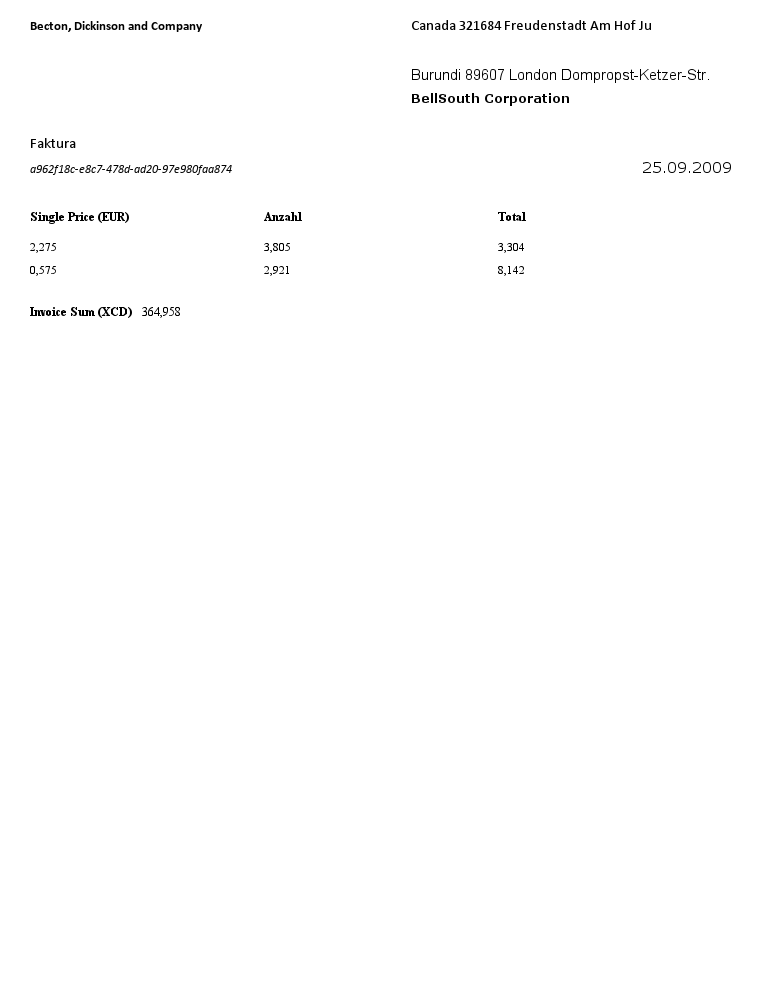 Becton, Dickinson and Company
Canada 321684 Freudenstadt Am Hof Ju
Burundi 89607 London Dompropst-Ketzer-Str.
BellSouth Corporation
Faktura
a962f18c-e8c7-478d-ad20-97e980faa874
25.09.2009
Single Price (EUR) Anzahl Total
2,275 3,805 3,304
0,575 2,921 8,142
Invoice Sum (XCD) 364,958